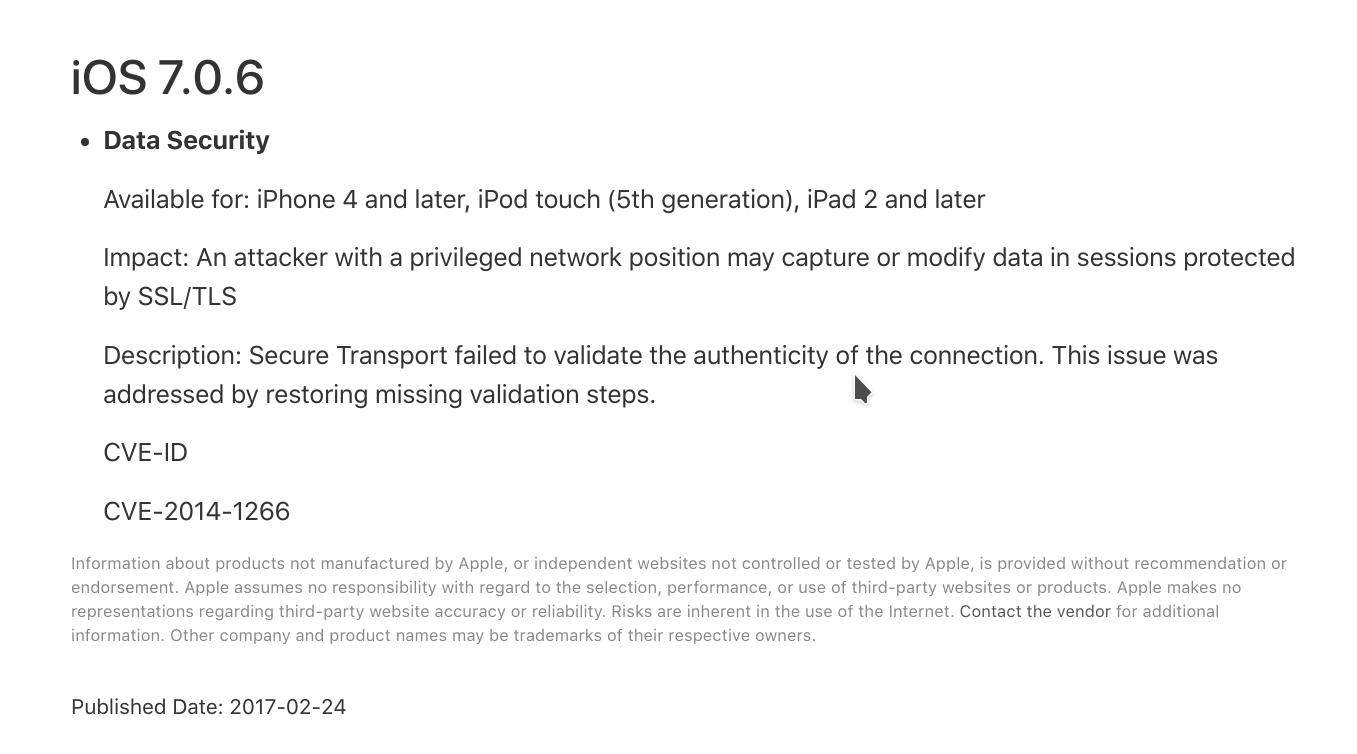 iOS 7.0.6
• Data Security
Available for: iPhone 4 and later, iPod touch (5th generation), iPad 2 and later
Impact: An attacker with a privileged network position may capture or modify data in sessions protected
by SSL/TLS
Description: Secure Transport failed to validate the authenticity of the connection. This issue was
addressed by restoring missing validation steps.
CVE-ID
CVE-2014-1266
Information about products not manufactured by Apple, or independent websites not controlled or tested by Apple, is provided without recommendation or
endorsement. Apple assumes no responsibility with regard to the selection, performance, or use of third-party websites or products. Apple makes no
representations regarding third-party website accuracy or reliability. Risks are inherent in the use of the Internet. Contact the vendor for additional
information. Other company and product names may be trademarks of their respective owners.
Published Date: 2017-02-24